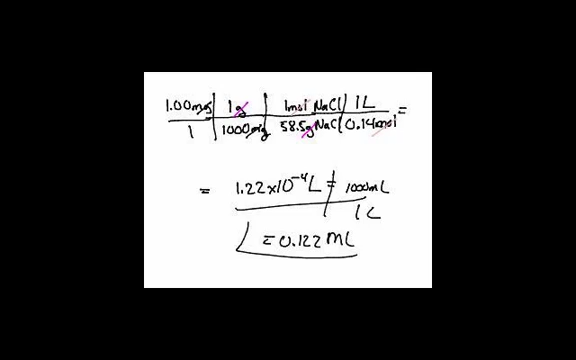 1.00mg | 1g | 1mol NaCl | 1L =
1 | 1000mg | 58.5g NaCl | 0.14mol
= 1.22x10⁻⁴L = 1000mL
1L
= 0.122 mL